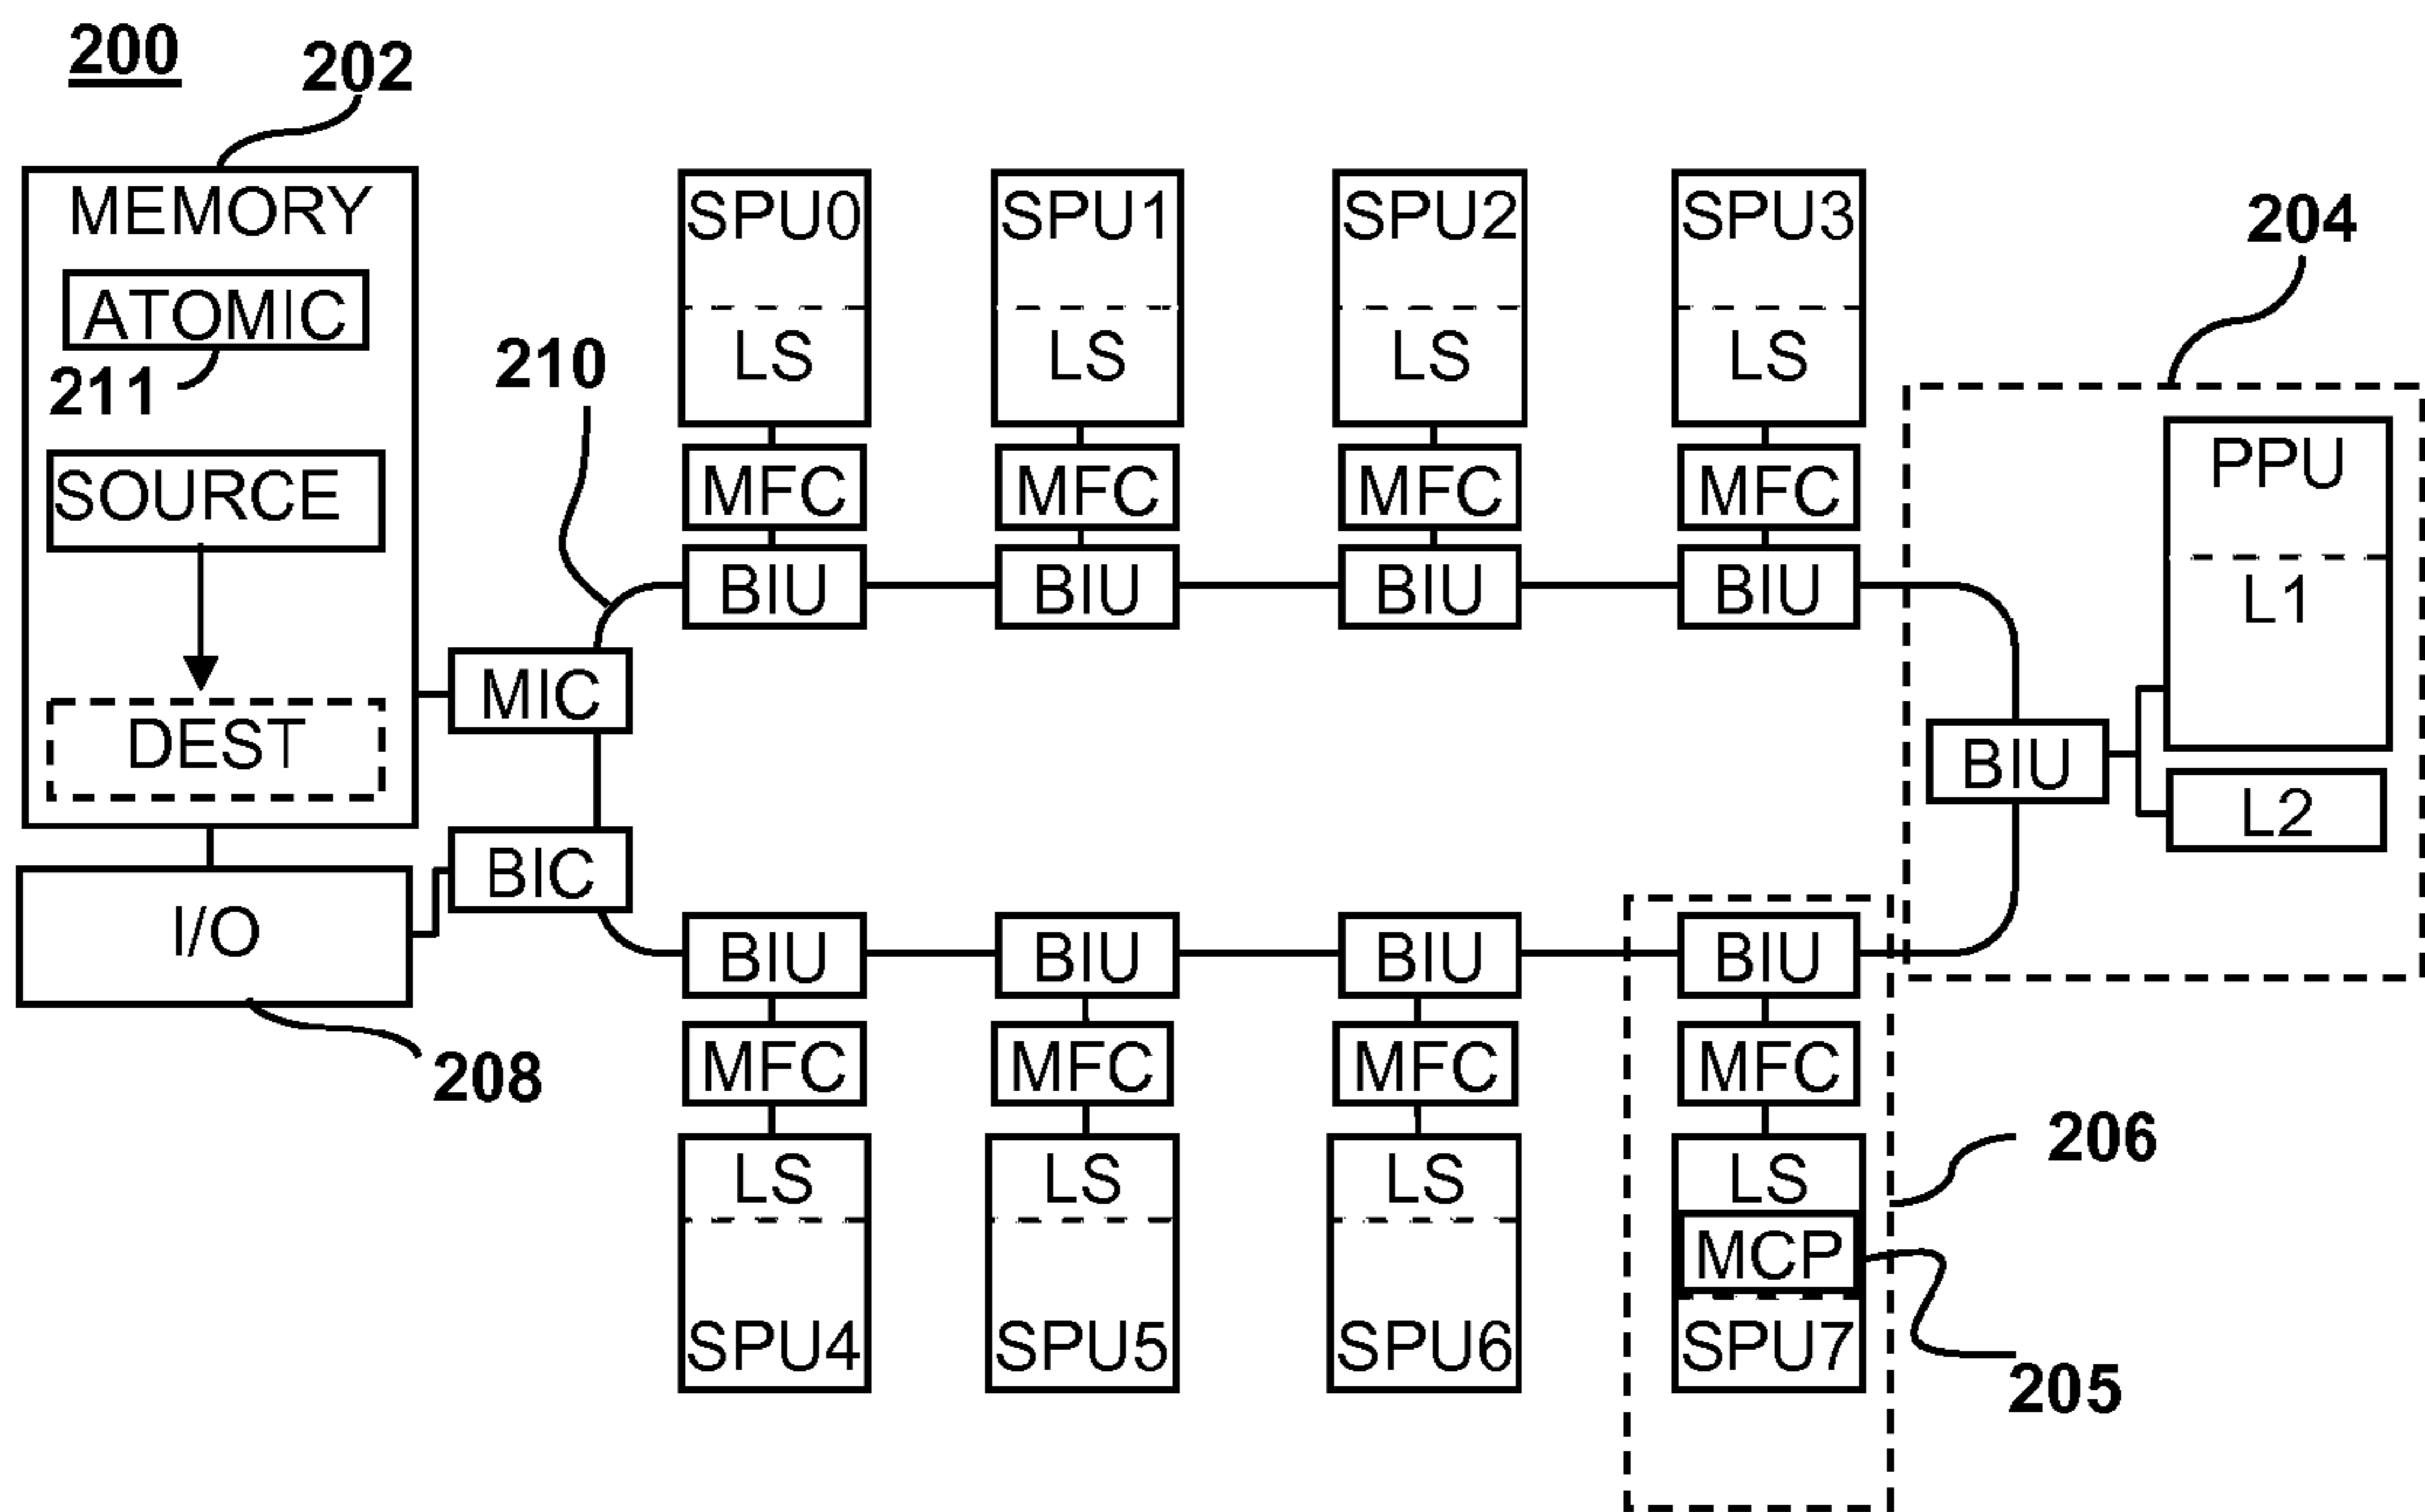 200
202
MEMORY
ATOMIC
211
SOURCE
DEST
I/O
208
210
MIC
BIC
SPU0 SPU1 SPU2 SPU3
LS LS LS LS
MFC MFC MFC MFC
BIU BIU BIU BIU
204
PPU
L1
BIU
L2
BIU BIU BIU BIU
MFC MFC MFC MFC
LS LS LS LS
MCP
SPU4 SPU5 SPU6 SPU7
206
205